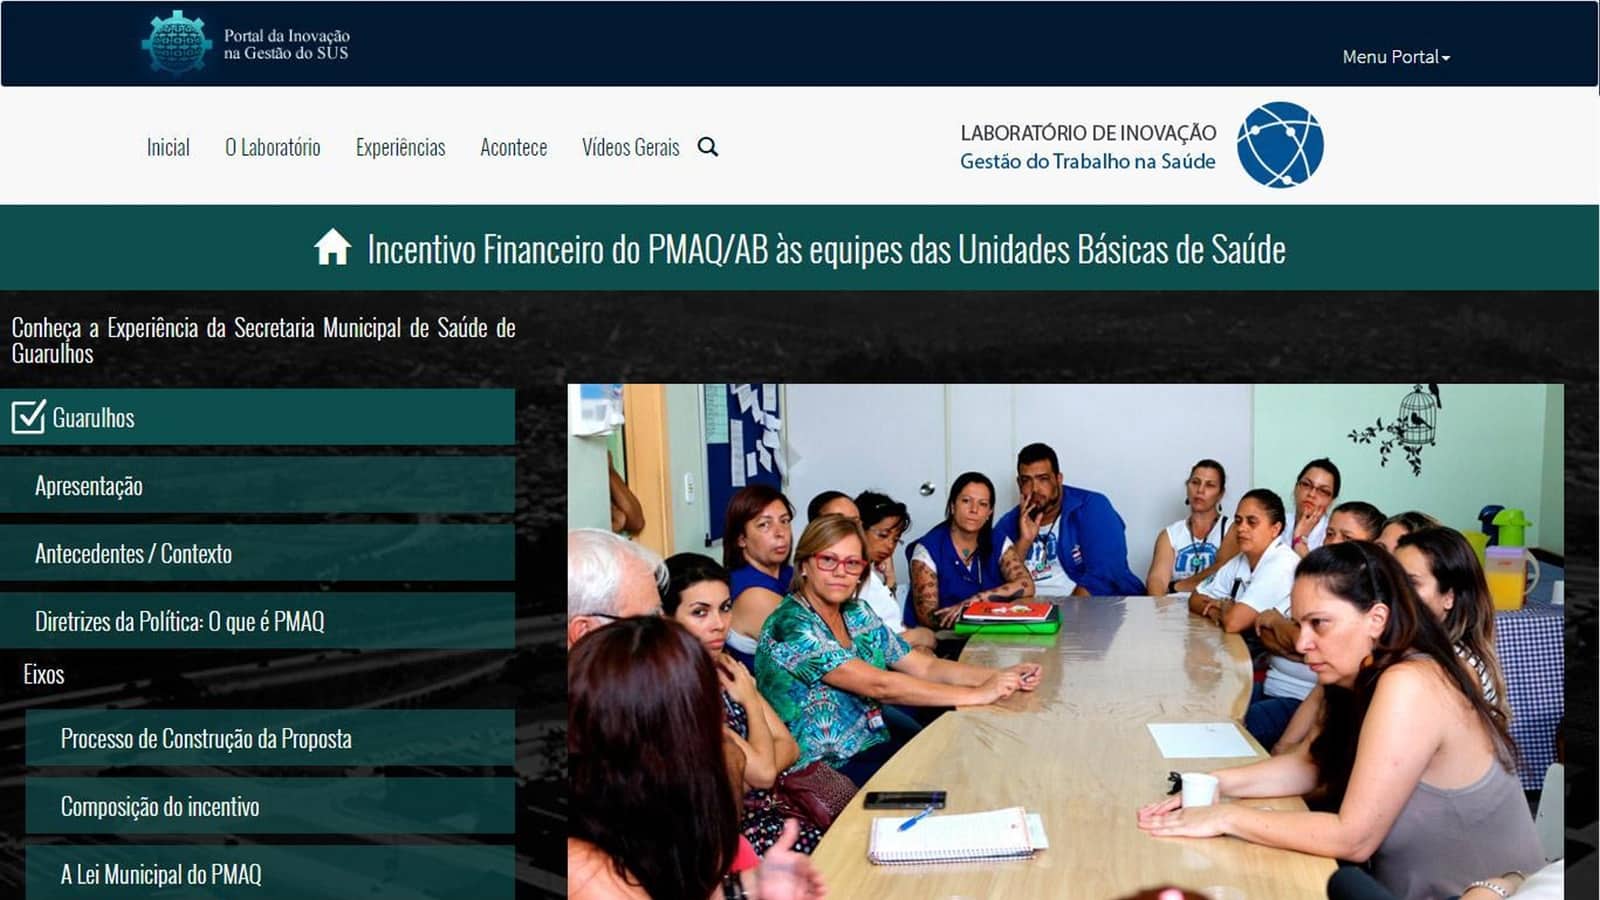 Portal da Inovação
na Gestão do SUS
Menu Portal
Inicial
O Laboratório
Experiências
Acontece
Vídeos Gerais
LABORATÓRIO DE INOVAÇÃO
Gestão do Trabalho na Saúde
Incentivo Financeiro do PMAQ/AB às equipes das Unidades Básicas de Saúde
Conheça a Experiência da Secretaria Municipal de Saúde de
Guarulhos
Guarulhos
Apresentação
Antecedentes / Contexto
Diretrizes da Política: O que é PMAQ
Eixos
Processo de Construção da Proposta
Composição do incentivo
A Lei Municipal do PMAQ